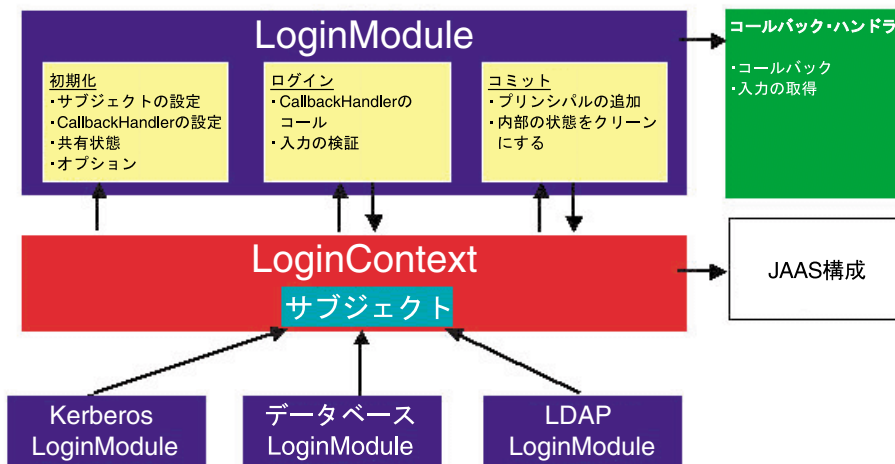 LoginModule
初期化
・サブジェクトの設定
・CallbackHandlerの設定
・共有状態
・オプション
ログイン
・CallbackHandlerの
コール
・入力の検証
コミット
・プリンシパルの追加
・内部の状態をクリーン
にする
コールバック・ハンドラ
・コールバック
・入力の取得
LoginContext
サブジェクト
JAAS構成
Kerberos
LoginModule
データベース
LoginModule
LDAP
LoginModule